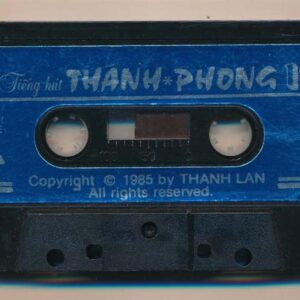 Tiếng hát THANH * PHONG 1
Copyright © 1985 by THANH LAN
All rights reserved.